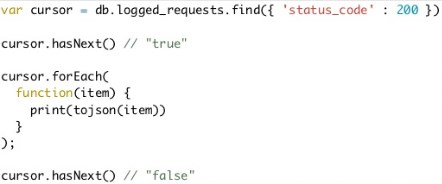 var cursor = db.logged_requests.find({ 'status_code' : 200 })
cursor.hasNext() // "true"
cursor.forEach(
function(item) {
print(tojson(item))
}
);
cursor.hasNext() // "false"